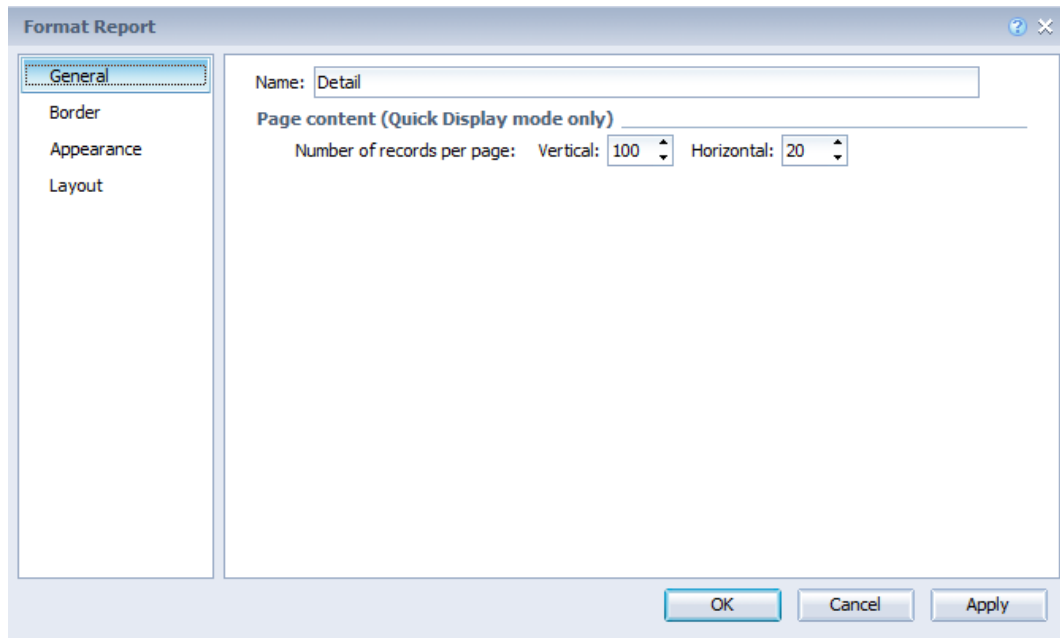 Format Report
General
Border
Appearance
Layout
Name: Detail
Page content (Quick Display mode only)
Number of records per page: Vertical: 100 Horizontal: 20
OK Cancel Apply